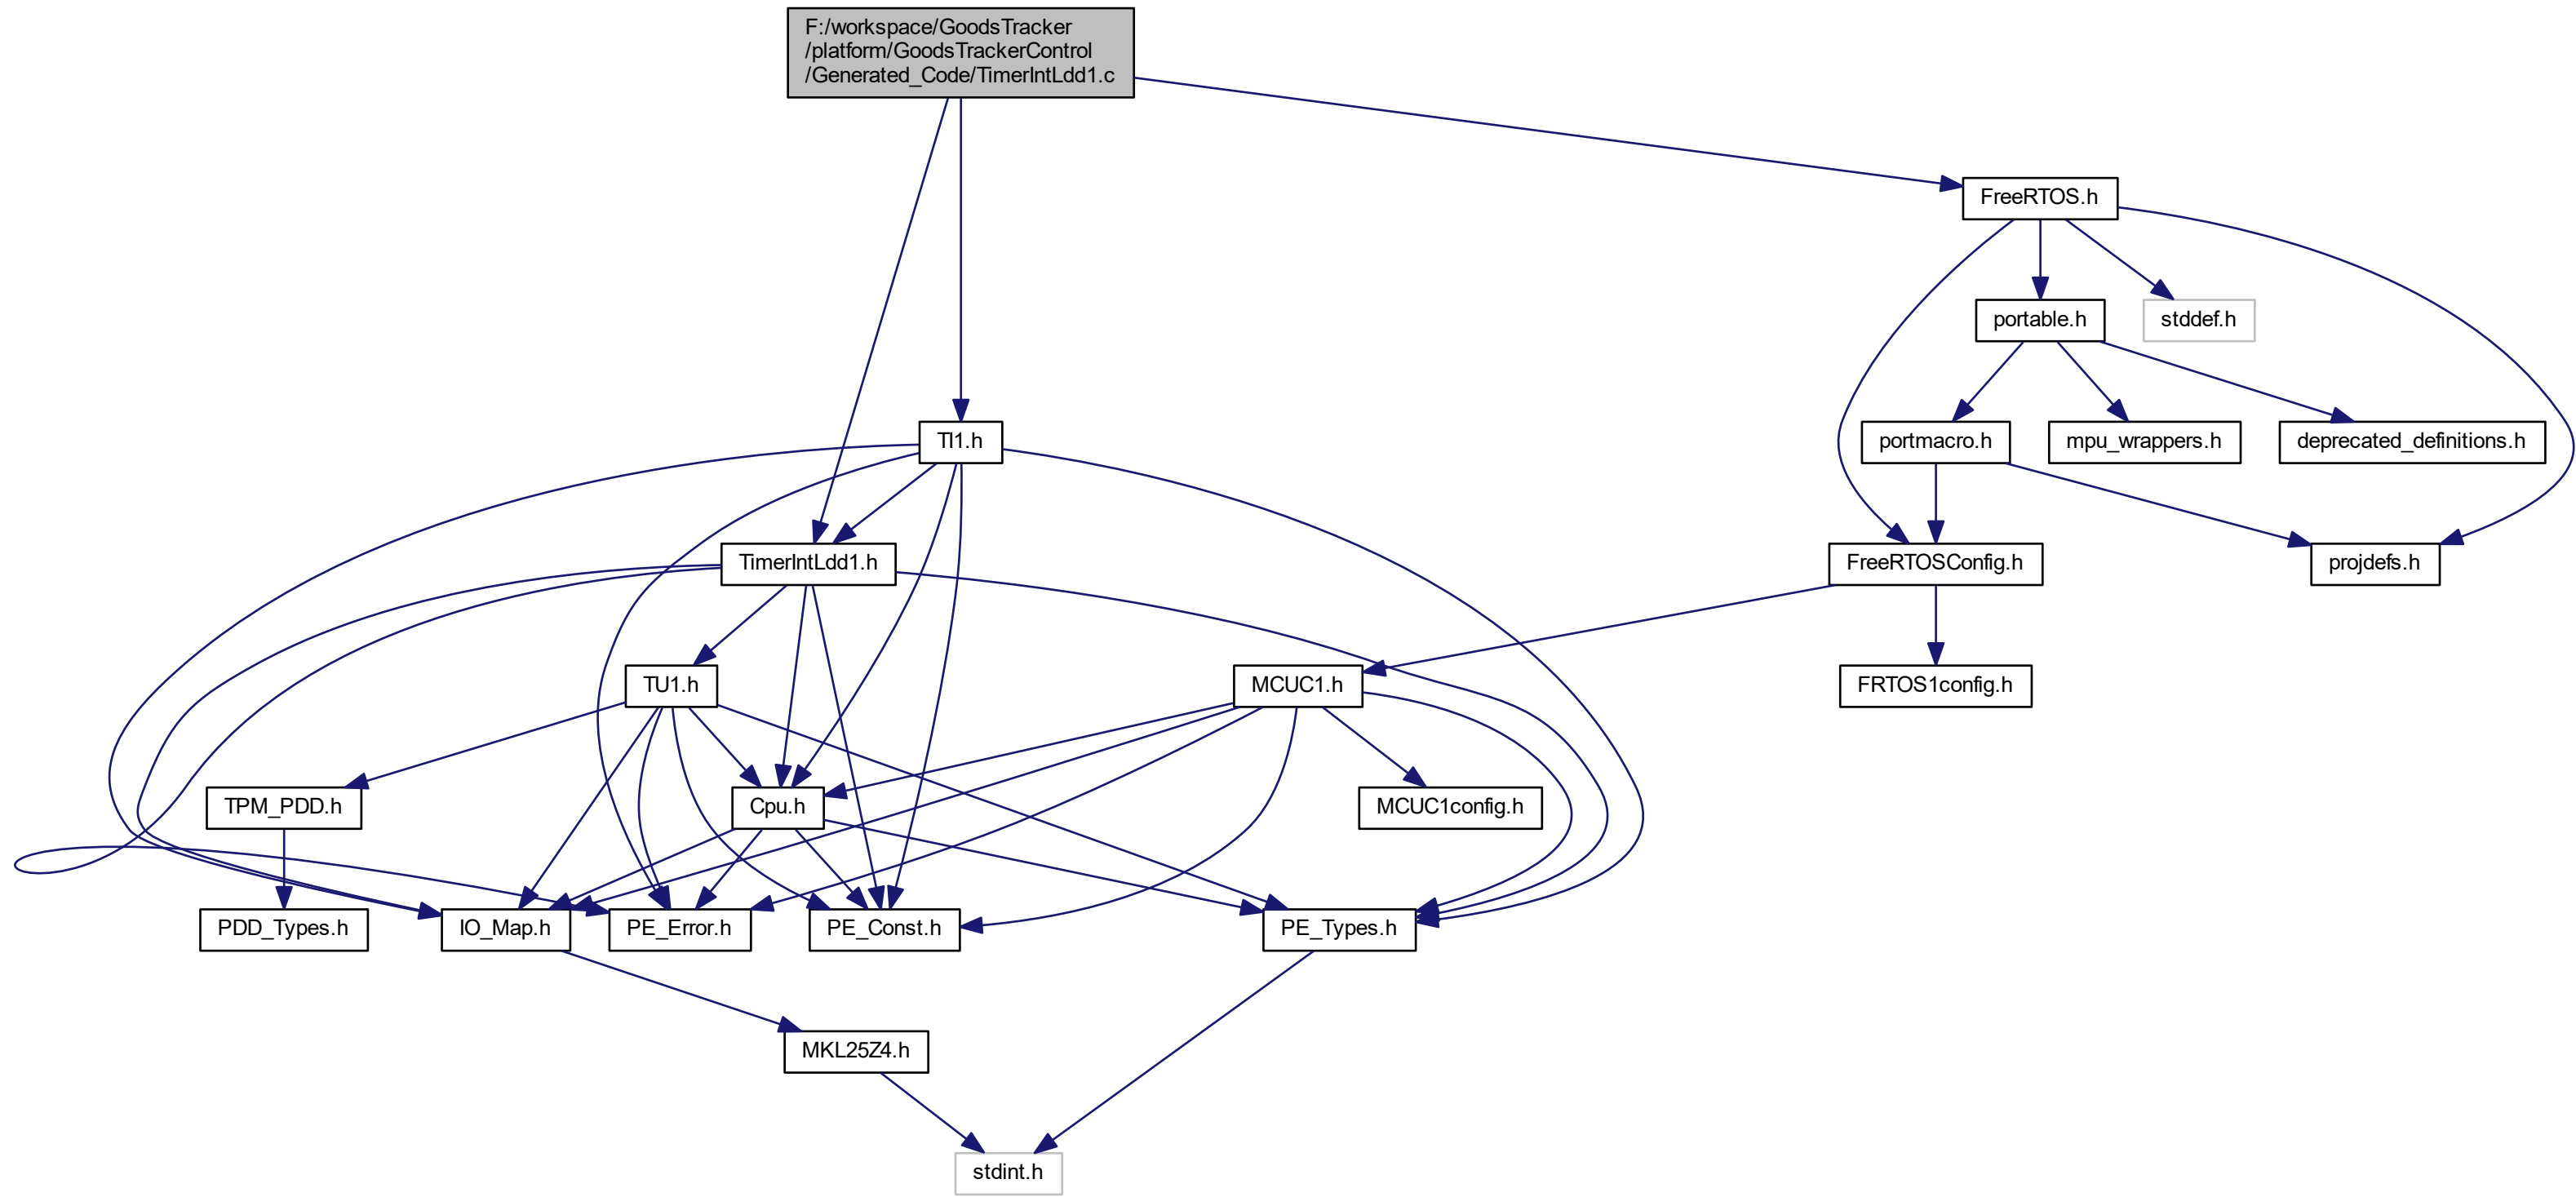 F:/workspace/GoodsTracker
/platform/GoodsTrackerControl
/Generated_Code/TimerIntLdd1.c
FreeRTOS.h
portable.h
stddef.h
TI1.h
portmacro.h
mpu_wrappers.h
deprecated_definitions.h
TimerIntLdd1.h
FreeRTOSConfig.h
projdefs.h
TU1.h
MCUC1.h
FRTOS1config.h
TPM_PDD.h
Cpu.h
MCUC1config.h
PDD_Types.h
IO_Map.h
PE_Error.h
PE_Const.h
PE_Types.h
MKL25Z4.h
stdint.h